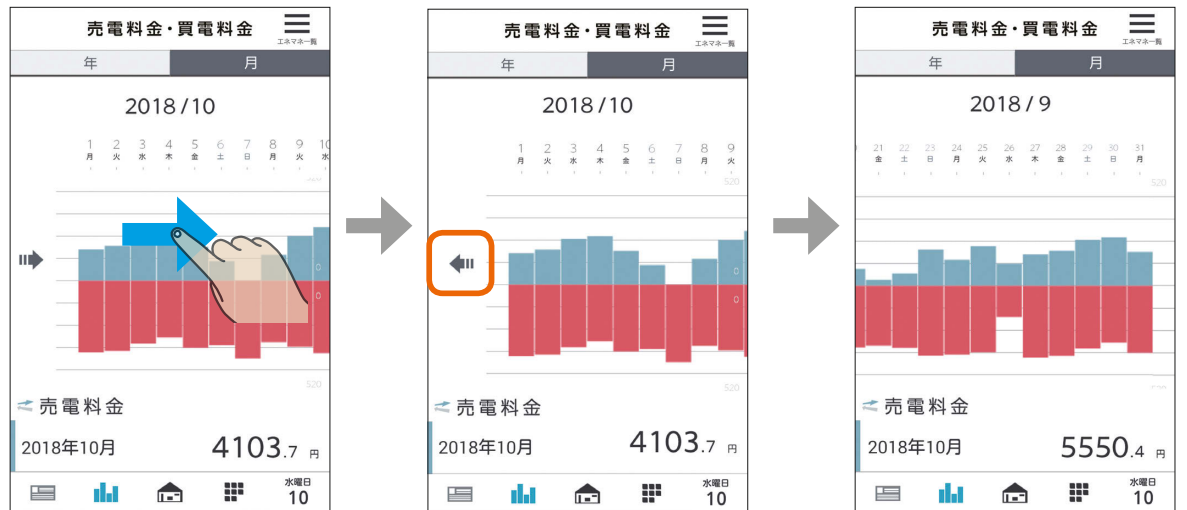 売電料金・買電料金
エネマネ一覧
年 月
2018/10
1 2 3 4 5 6 7 8 9 10
月 火 水 木 金 土 日 月 火 水
0
0
520
売電料金
2018年10月 4103.7 円
水曜日
10
売電料金・買電料金
エネマネ一覧
年 月
2018/10
1 2 3 4 5 6 7 8 9
月 火 水 木 金 土 日 月 火
520
0
0
520
売電料金
2018年10月 4103.7 円
水曜日
10
売電料金・買電料金
エネマネ一覧
年 月
2018/9
21 22 23 24 25 26 27 28 29 30 31
金 土 日 月 火 水 木 金 土 日 月
520
売電料金
2018年10月 5550.4 円
水曜日
10